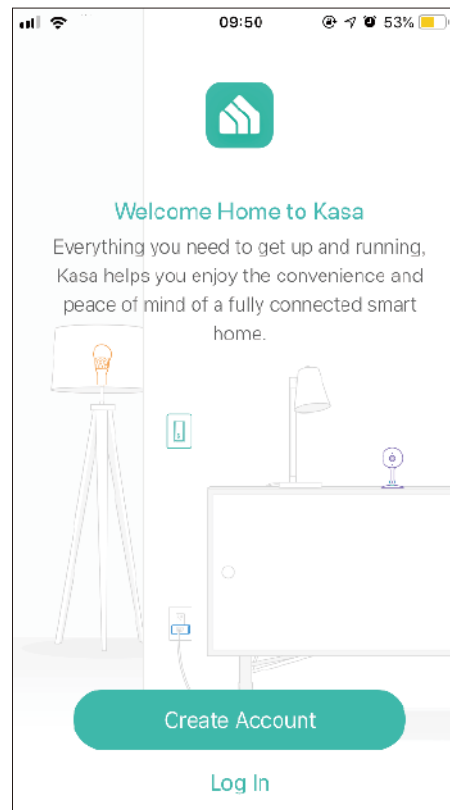 09:50
53%
Welcome Home to Kasa
Everything you need to get up and running,
Kasa helps you enjoy the convenience and
peace of mind of a fully connected smart
home.
Create Account
Log In